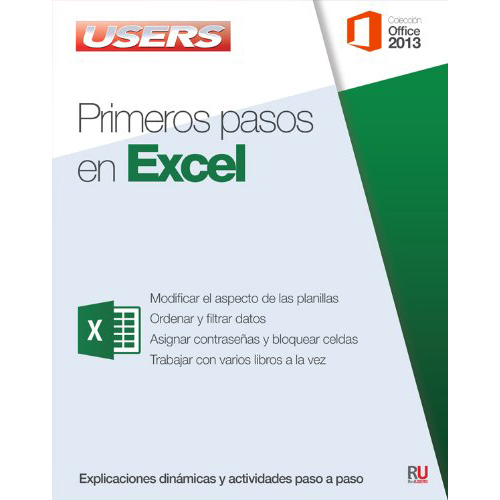 USERS
Colección
Office
2013
Primeros pasos
en Excel
X
Modificar el aspecto de las planillas
Ordenar y filtrar datos
Asignar contraseñas y bloquear celdas
Trabajar con varios libros a la vez
RU
Explicaciones dinámicas y actividades paso a paso